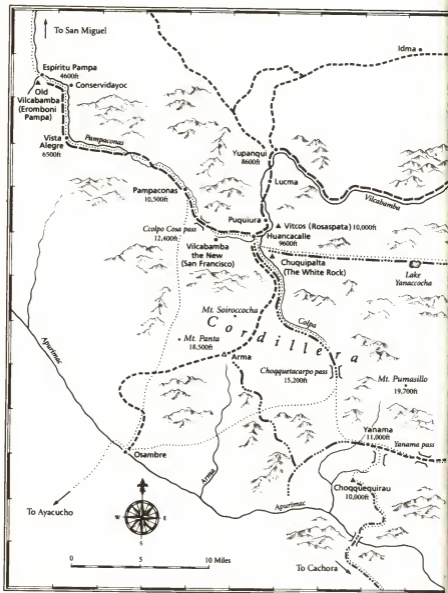 To San Miguel
Idma
Espíritu Pampa
4600ft
Conservidayoc
Old
Vilcabamba
(Eromboni
Pampa)
Vista
Alegre
6500ft
Pampaconas
Yupanqui
8600ft
Lucma
Vilcabamba
Pampaconas
10,500ft
Puquiura
Vitcos (Rosaspata) 10,000ft
Ccolpo Cosa pass
12,400ft
Huancacalle
9600ft
Vilcabamba
the New
(San Francisco)
Chuquipalta
(The White Rock)
Lake
Yanaccocha
Mt. Soiroccocha
Colpa
Cordillera
Mt. Panta
18,500ft
Apurimac
Arma
Choqquetacarpo pass
15,200ft
Mt. Pumasillo
19,700ft
Yanama
11,000ft
Yanama pass
Osambre
Arma
Choqquequirau
10,000ft
Apurimac
To Ayacucho
N
W
E
S
0
5
10 Miles
To Cachora